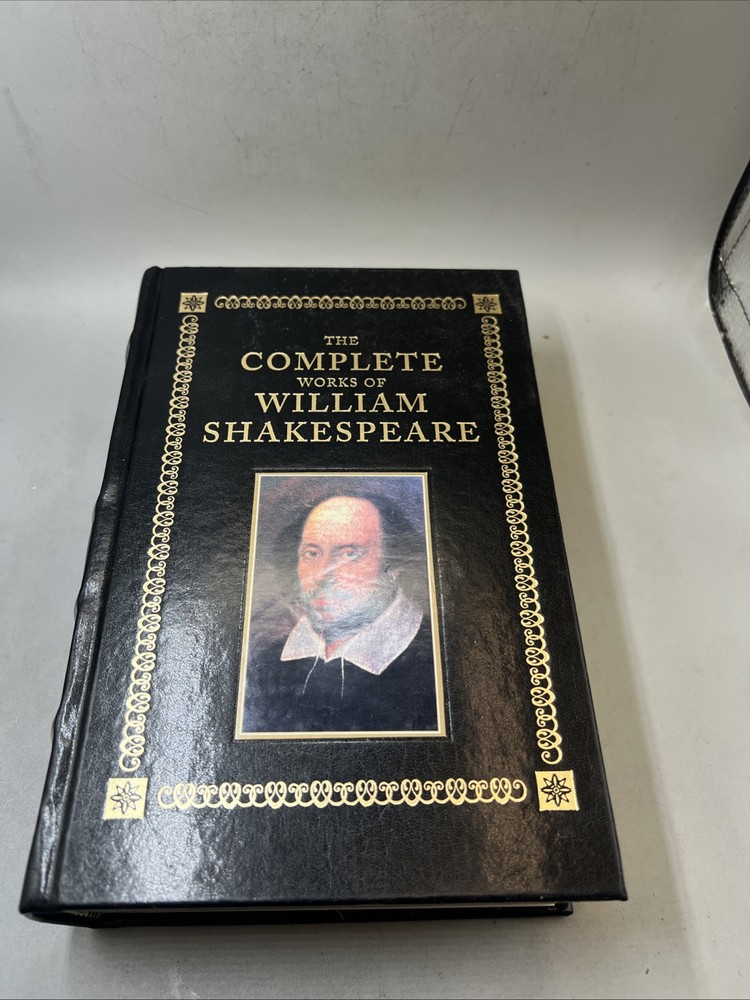 THE
COMPLETE
WORKS OF
WILLIAM
SHAKESPEARE